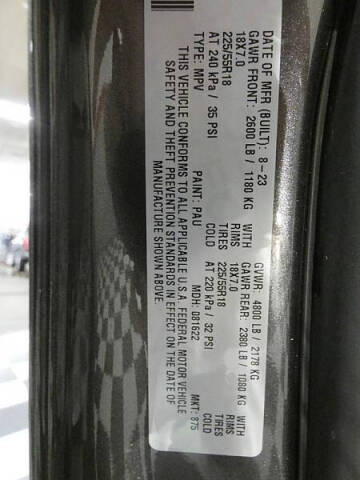 DATE OF MFR (BUILT): 8-23 GVWR: 4800 LB / 2178 KG
GAWR FRONT: 2600 LB / 1180 KG GAWR REAR: 2380 LB / 1080 KG
WITH WITH
18X7.0 RIMS 18X7.0 RIMS
225/55R18 TIRES 225/55R18 TIRES
AT 240 kPa / 35 PSI COLD AT 220 kPa / 32 PSI COLD
TYPE: MPV PAINT: PAU MDH: 081622 MKT: 875
THIS VEHICLE CONFORMS TO ALL APPLICABLE U.S.A. FEDERAL MOTOR VEHICLE
SAFETY AND THEFT PREVENTION STANDARDS IN EFFECT ON THE DATE OF
MANUFACTURE SHOWN ABOVE.